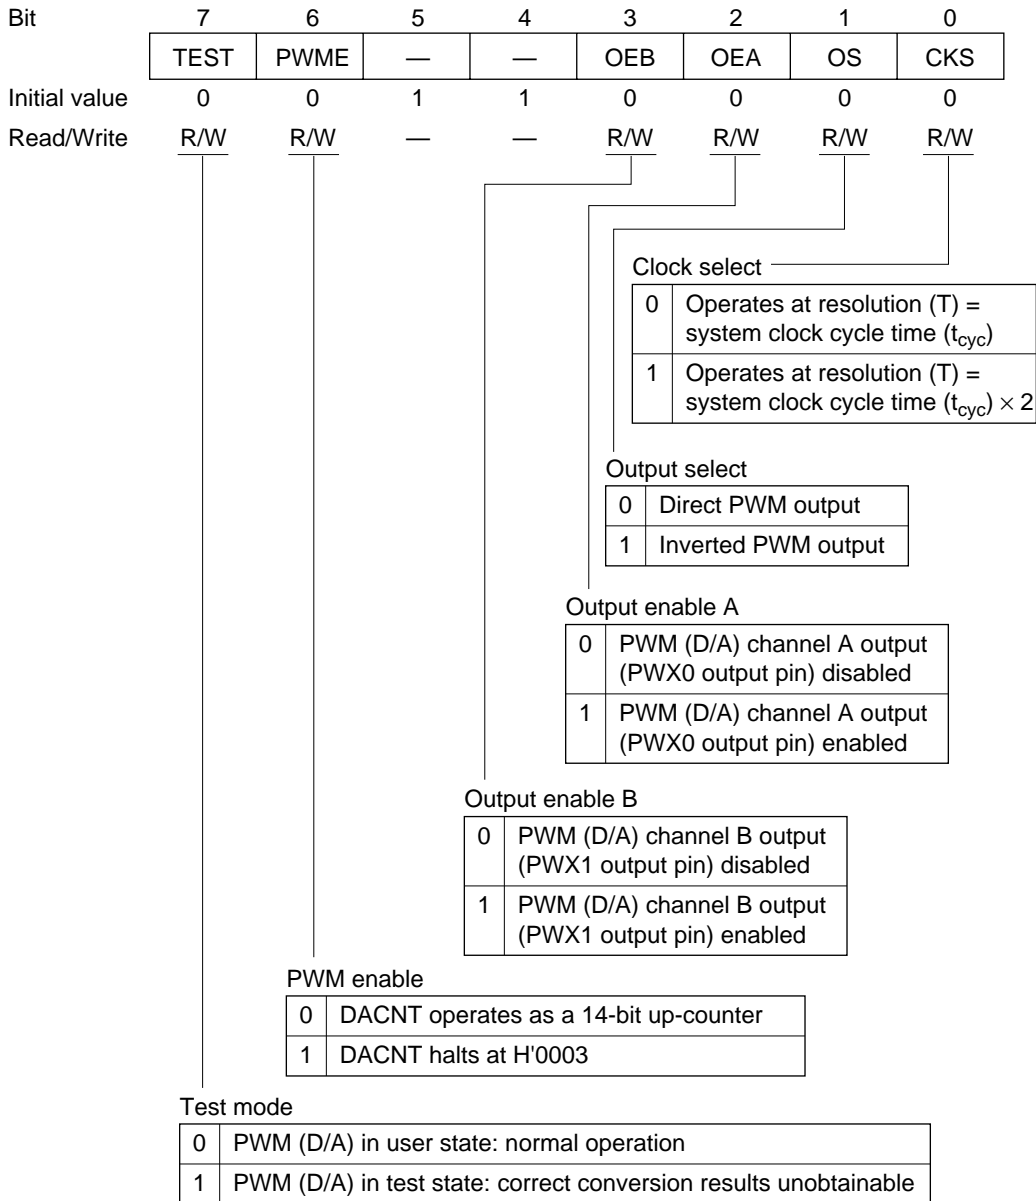 Bit 7 6 5 4 3 2 1 0
TEST PWME — — OEB OEA OS CKS
Initial value 0 0 1 1 0 0 0 0
Read/Write R/W R/W — — R/W R/W R/W R/W
Clock select
0 Operates at resolution (T) =
system clock cycle time (tcyc)
1 Operates at resolution (T) =
system clock cycle time (tcyc) × 2
Output select
0 Direct PWM output
1 Inverted PWM output
Output enable A
0 PWM (D/A) channel A output
(PWX0 output pin) disabled
1 PWM (D/A) channel A output
(PWX0 output pin) enabled
Output enable B
0 PWM (D/A) channel B output
(PWX1 output pin) disabled
1 PWM (D/A) channel B output
(PWX1 output pin) enabled
PWM enable
0 DACNT operates as a 14-bit up-counter
1 DACNT halts at H'0003
Test mode
0 PWM (D/A) in user state: normal operation
1 PWM (D/A) in test state: correct conversion results unobtainable